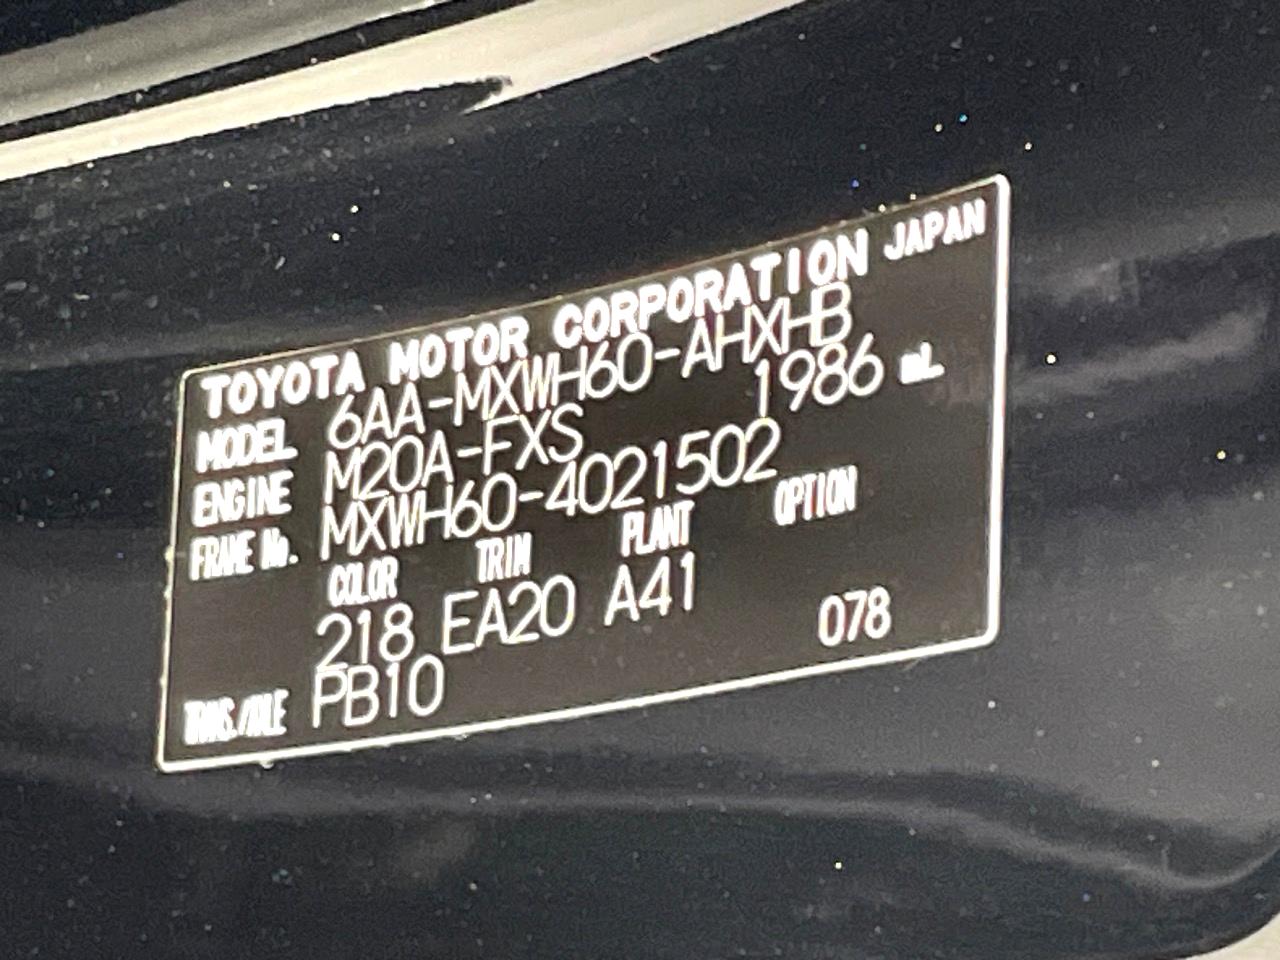 TOYOTA MOTOR CORPORATION JAPAN
MODEL 6AA-MXWH60-AHXHB
ENGINE M20A-FXS 1986 mL
FRAME No. MXWH60-4021502
COLOR TRIM PLANT OPTION
218 EA20 A41
TRANS./AXLE PB10 078